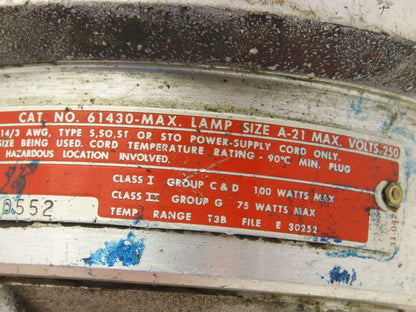 CAT. NO. 61430-MAX. LAMP SIZE A-21 MAX. VOLTS.250
14/3 AWG, TYPE S,SO,ST OR STO POWER-SUPPLY CORD ONLY.
SIZE BEING USED. CORD TEMPERATURE RATING - 90°C MIN. PLUG
HAZARDOUS LOCATION INVOLVED.
CLASS I GROUP C & D 100 WATTS MAX
CLASS II GROUP G 75 WATTS MAX
0552
TEMP. RANGE T3B FILE E 30252